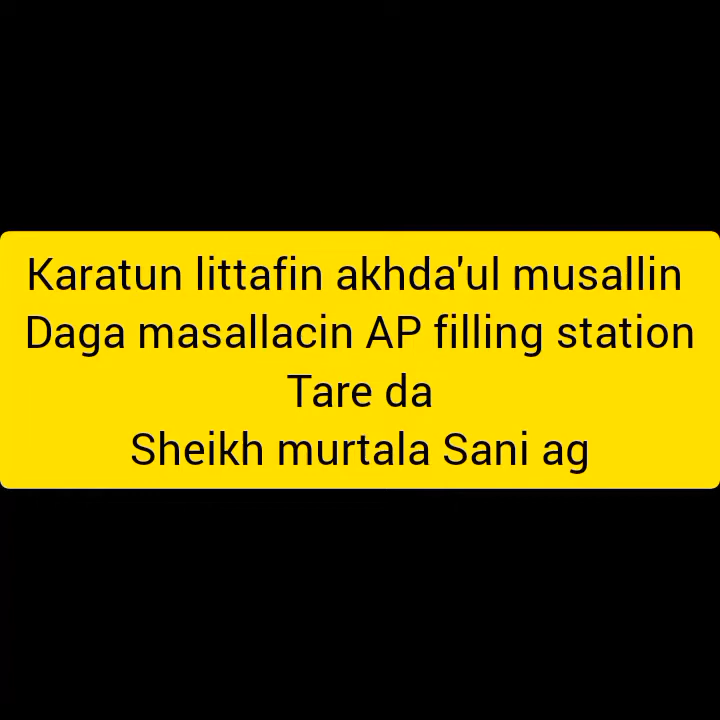 Karatun littafin akhda'ul musallin
Daga masallacin AP filling station
Tare da
Sheikh murtala Sani ag